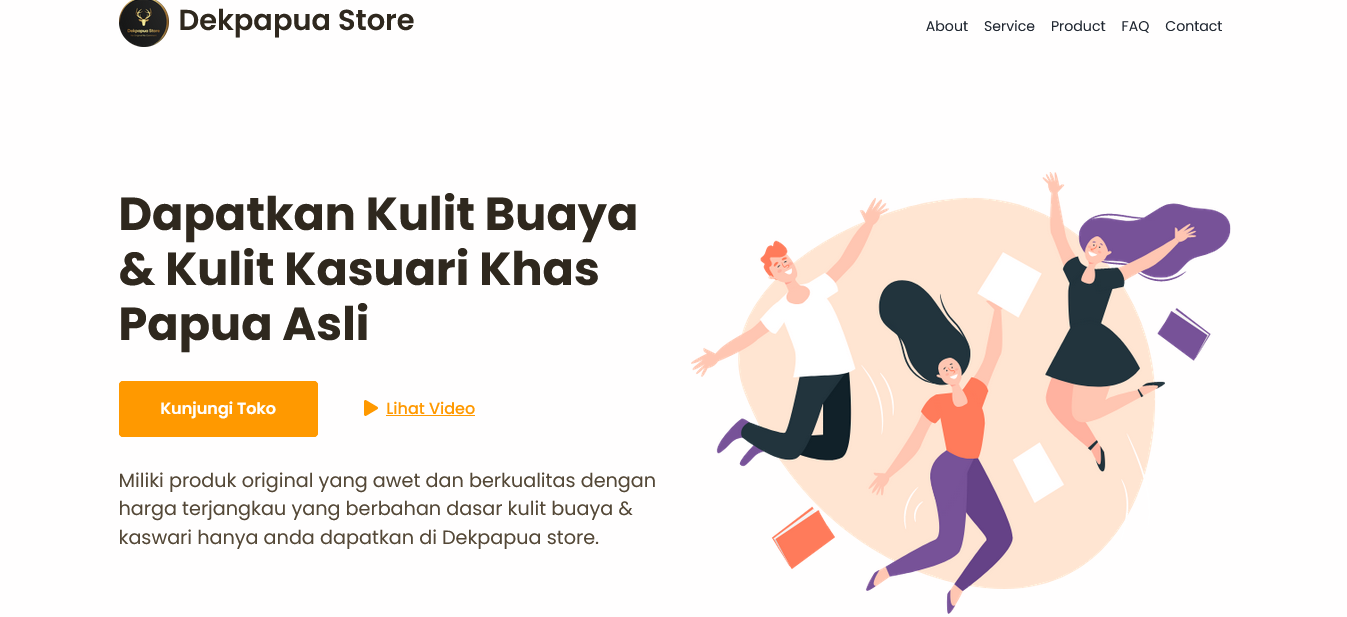 Dekpapua Store
About Service Product FAQ Contact
Dapatkan Kulit Buaya
& Kulit Kasuari Khas
Papua Asli
Kunjungi Toko
Lihat Video
Miliki produk original yang awet dan berkualitas dengan
harga terjangkau yang berbahan dasar kulit buaya &
kaswari hanya anda dapatkan di Dekpapua store.